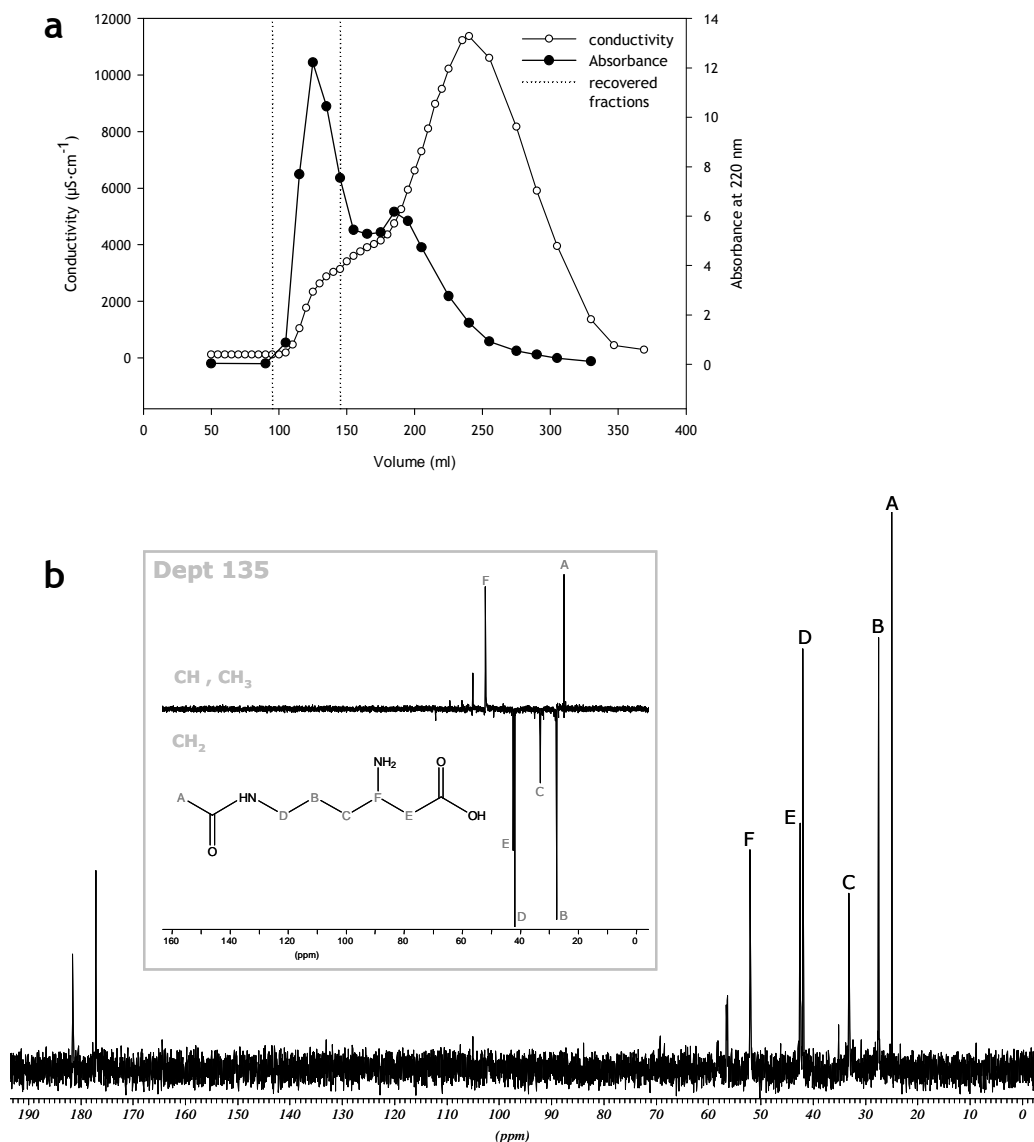 a
12000
10000
8000
6000
4000
2000
0
Conductivity (µS·cm-1)
14
12
10
8
6
4
2
0
Absorbance at 220 nm
conductivity
Absorbance
recovered
fractions
0 50 100 150 200 250 300 350 400
Volume (ml)
b
Dept 135
CH , CH3
CH2
F
A
C
E
D
B
NH2
O
A
HN
B
F
D
C
E
OH
O
160 140 120 100 80 60 40 20 0
(ppm)
A
B
D
E
F
C
190 180 170 160 150 140 130 120 110 100 90 80 70 60 50 40 30 20 10 0
(ppm)